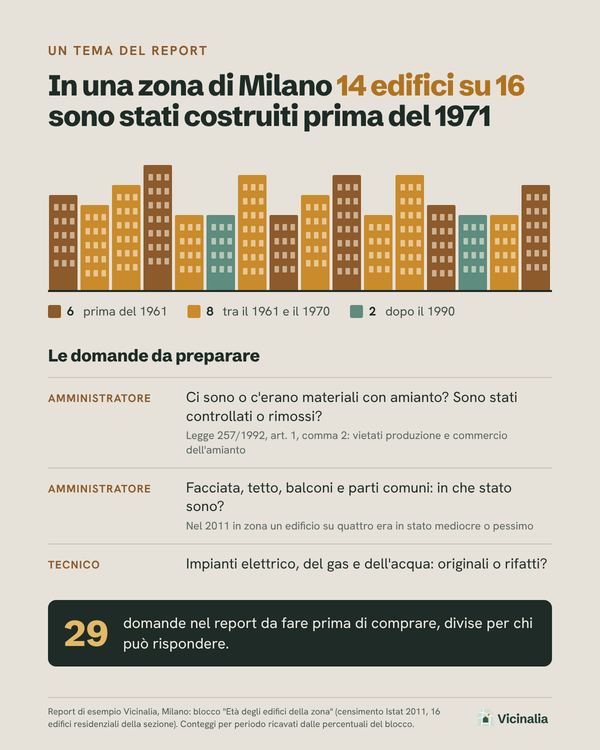 UN TEMA DEL REPORT
In una zona di Milano 14 edifici su 16
sono stati costruiti prima del 1971
6 prima del 1961 8 tra il 1961 e il 1970 2 dopo il 1990
Le domande da preparare
AMMINISTRATORE Ci sono o c'erano materiali con amianto? Sono stati
controllati o rimossi?
Legge 257/1992, art. 1, comma 2: vietati produzione e commercio
dell'amianto
AMMINISTRATORE Facciata, tetto, balconi e parti comuni: in che stato
sono?
Nel 2011 in zona un edificio su quattro era in stato mediocre o pessimo
TECNICO Impianti elettrico, del gas e dell'acqua: originali o rifatti?
29 domande nel report da fare prima di comprare, divise per chi
può rispondere.
Report di esempio Vicinalia, Milano: blocco "Età degli edifici della zona" (censimento Istat 2011, 16
edifici residenziali della sezione). Conteggi per periodo ricavati dalle percentuali del blocco.
Vicinalia